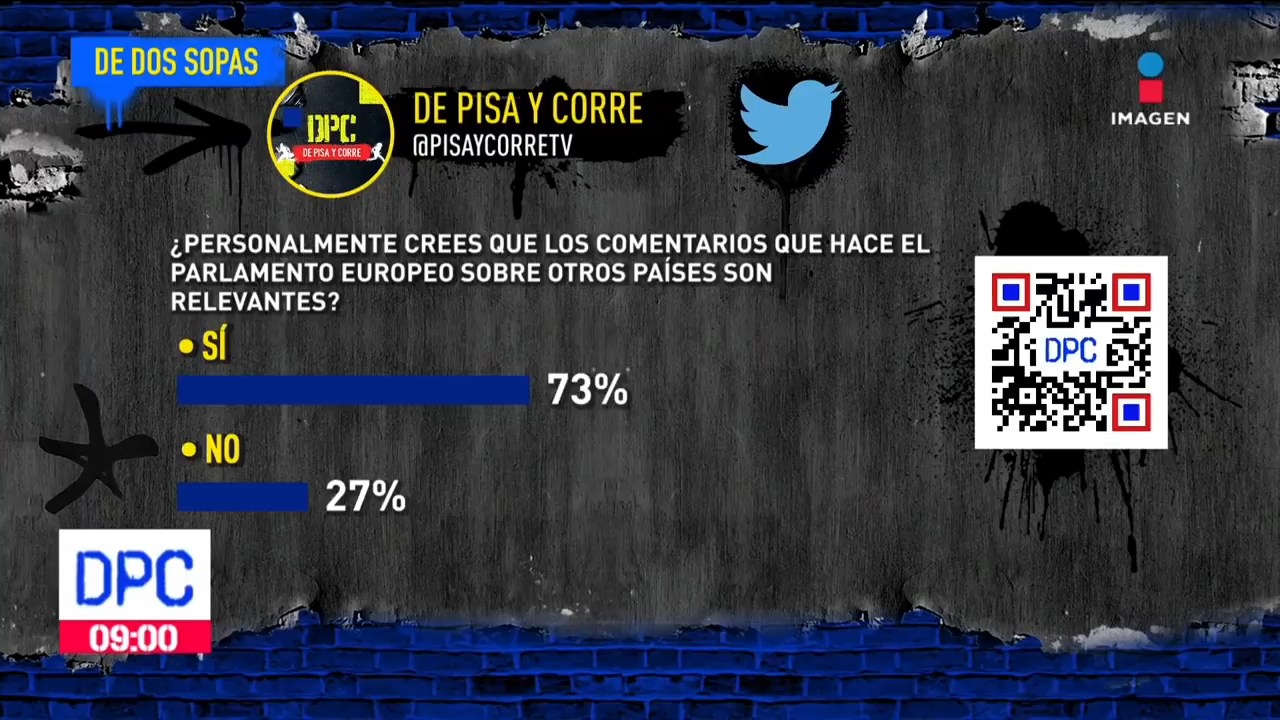 DE DOS SOPAS
DPC
DE PISA Y CORRE
DE PISA Y CORRE
@PISAYCORRETV
IMAGEN
¿PERSONALMENTE CREES QUE LOS COMENTARIOS QUE HACE EL
PARLAMENTO EUROPEO SOBRE OTROS PAÍSES SON
RELEVANTES?
• SÍ
73%
• NO
27%
DPC
DPC
09:00